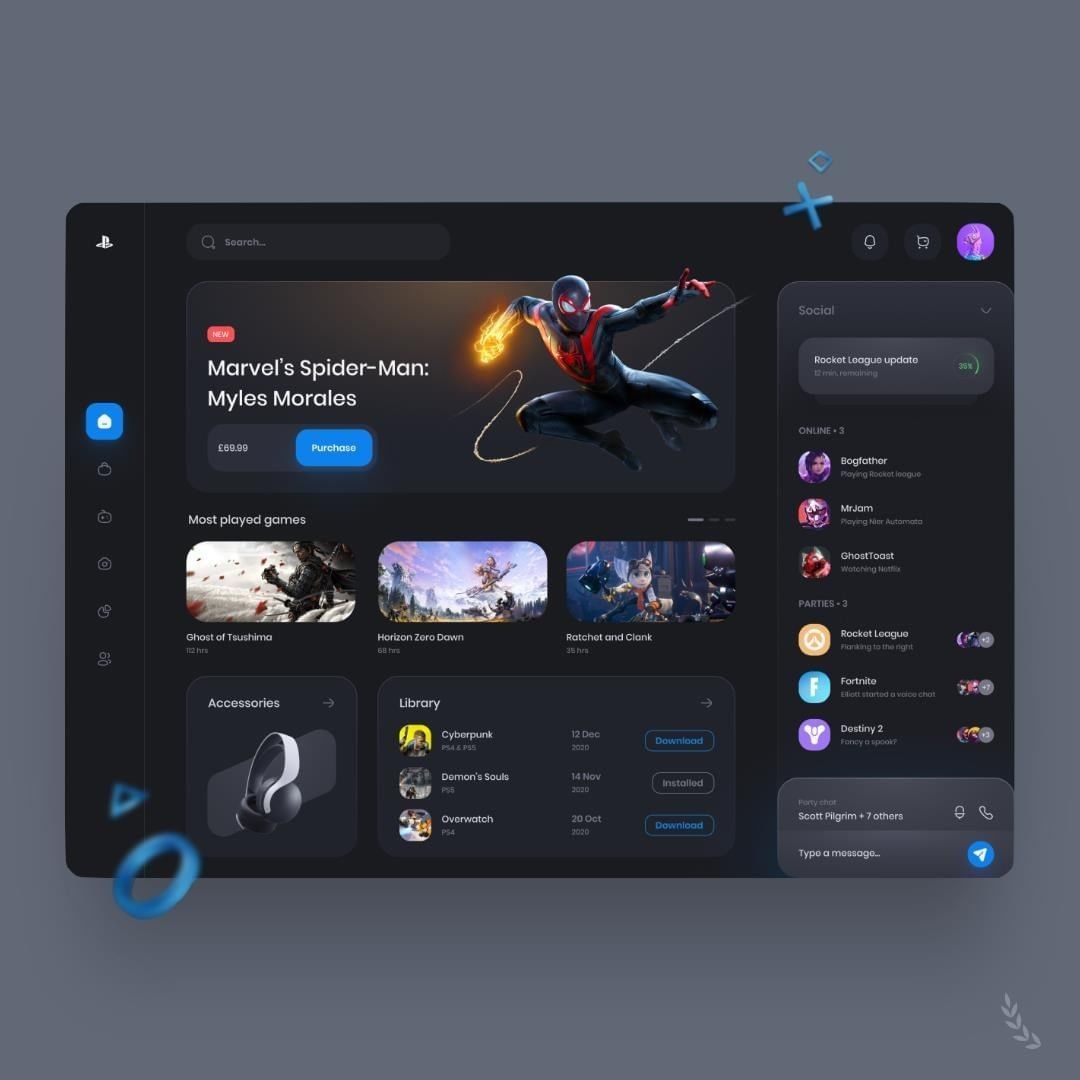 Search...
NEW
Marvel's Spider-Man:
Myles Morales
£69.99
Purchase
Most played games
Ghost of Tsushima
112 hrs
Horizon Zero Dawn
68 hrs
Ratchet and Clank
35 hrs
Accessories
Library
Cyberpunk
PS4 & PS5
12 Dec
2020
Download
Demon's Souls
PS5
14 Nov
2020
Installed
Overwatch
PS4
20 Oct
2020
Download
Social
Rocket League update
12 min. remaining
36%
ONLINE • 3
Bogfather
Playing Rocket league
MrJam
Playing Nier Automata
GhostToast
Watching Netflix
PARTIES • 3
Rocket League
Flanking to the right
+2
Fortnite
Elliott started a voice chat
+7
Destiny 2
Fancy a spook?
+3
Party chat
Scott Pilgrim + 7 others
Type a message...